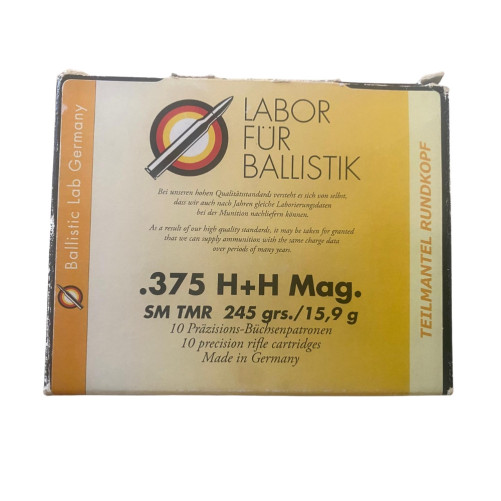 Ballistic Lab Germany
LABOR
FÜR
BALLISTIK
Bei unseren hohen Qualitätsstandards versteht es sich von selbst,
dass wir auch nach Jahren gleiche Laborierungsdaten
bei der Munition nachliefern können.
As a result of our high quality standards, it may be taken for granted
that we can supply ammunition with the same charge data
over periods of many years.
.375 H+H Mag.
SM TMR 245 grs./15,9 g
10 Präzisions-Büchsenpatronen
10 precision rifle cartridges
Made in Germany
TEILMANTEL RUNDKOPF